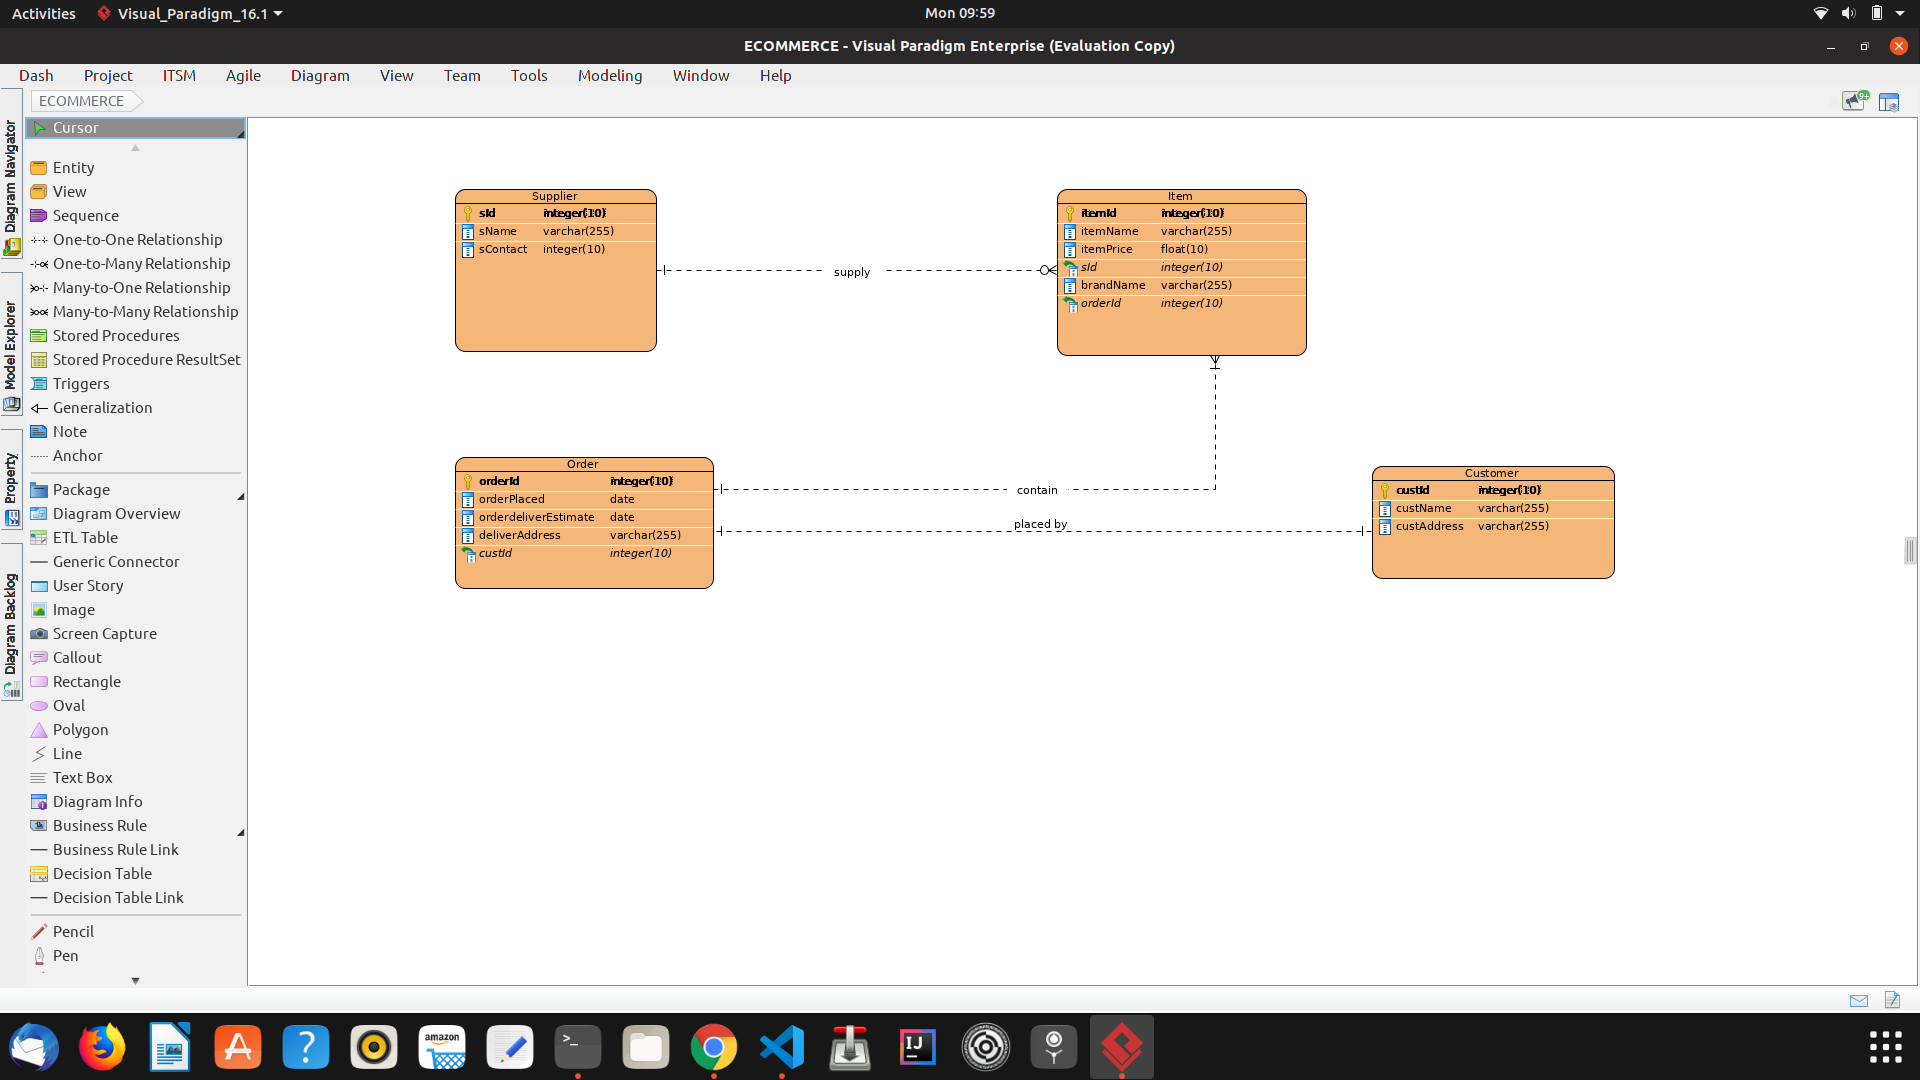 Activities
Visual_Paradigm_16.1
Mon 09:59
ECOMMERCE - Visual Paradigm Enterprise (Evaluation Copy)
Dash Project ITSM Agile Diagram View Team Tools Modeling Window Help
ECOMMERCE
9+
Diagram Navigator
Model Explorer
Property
Diagram Backlog
Cursor
Entity
View
Sequence
One-to-One Relationship
One-to-Many Relationship
Many-to-One Relationship
Many-to-Many Relationship
Stored Procedures
Stored Procedure ResultSet
Triggers
Generalization
Note
Anchor
Package
Diagram Overview
ETL Table
Generic Connector
User Story
Image
Screen Capture
Callout
Rectangle
Oval
Polygon
Line
Text Box
Diagram Info
Business Rule
Business Rule Link
Decision Table
Decision Table Link
Pencil
Pen
Supplier
sId integer(10)
sName varchar(255)
sContact integer(10)
supply
Item
itemId integer(10)
itemName varchar(255)
itemPrice float(10)
sId integer(10)
brandName varchar(255)
orderId integer(10)
Order
orderId integer(10)
orderPlaced date
orderdeliverEstimate date
deliverAddress varchar(255)
custId integer(10)
contain
placed by
Customer
custId integer(10)
custName varchar(255)
custAddress varchar(255)
amazon
>_
IJ